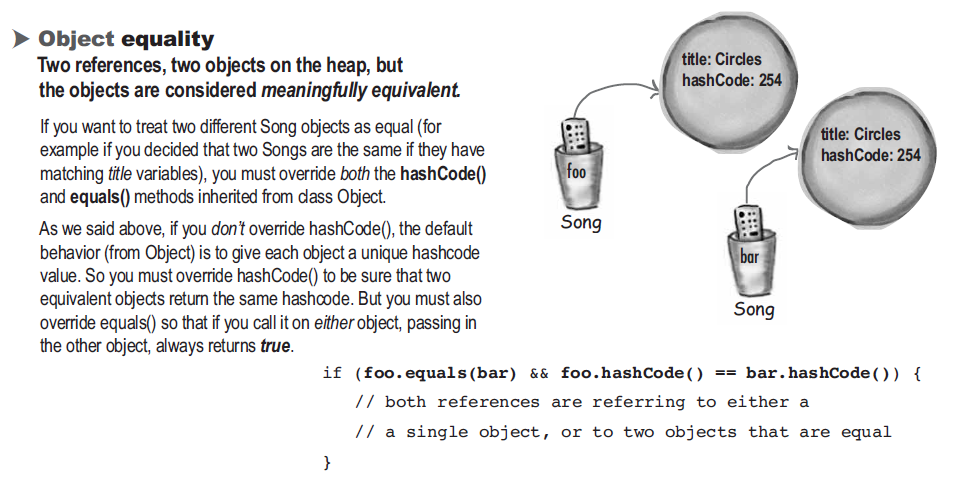 ➤ Object equality
Two references, two objects on the heap, but
the objects are considered meaningfully equivalent.
If you want to treat two different Song objects as equal (for
example if you decided that two Songs are the same if they have
matching title variables), you must override both the hashCode()
and equals() methods inherited from class Object.
As we said above, if you don't override hashCode(), the default
behavior (from Object) is to give each object a unique hashcode
value. So you must override hashCode() to be sure that two
equivalent objects return the same hashcode. But you must also
override equals() so that if you call it on either object, passing in
the other object, always returns true.
title: Circles
hashCode: 254
foo
Song
title: Circles
hashCode: 254
bar
Song
if (foo.equals(bar) && foo.hashCode() == bar.hashCode()) {
// both references are referring to either a
// a single object, or to two objects that are equal
}